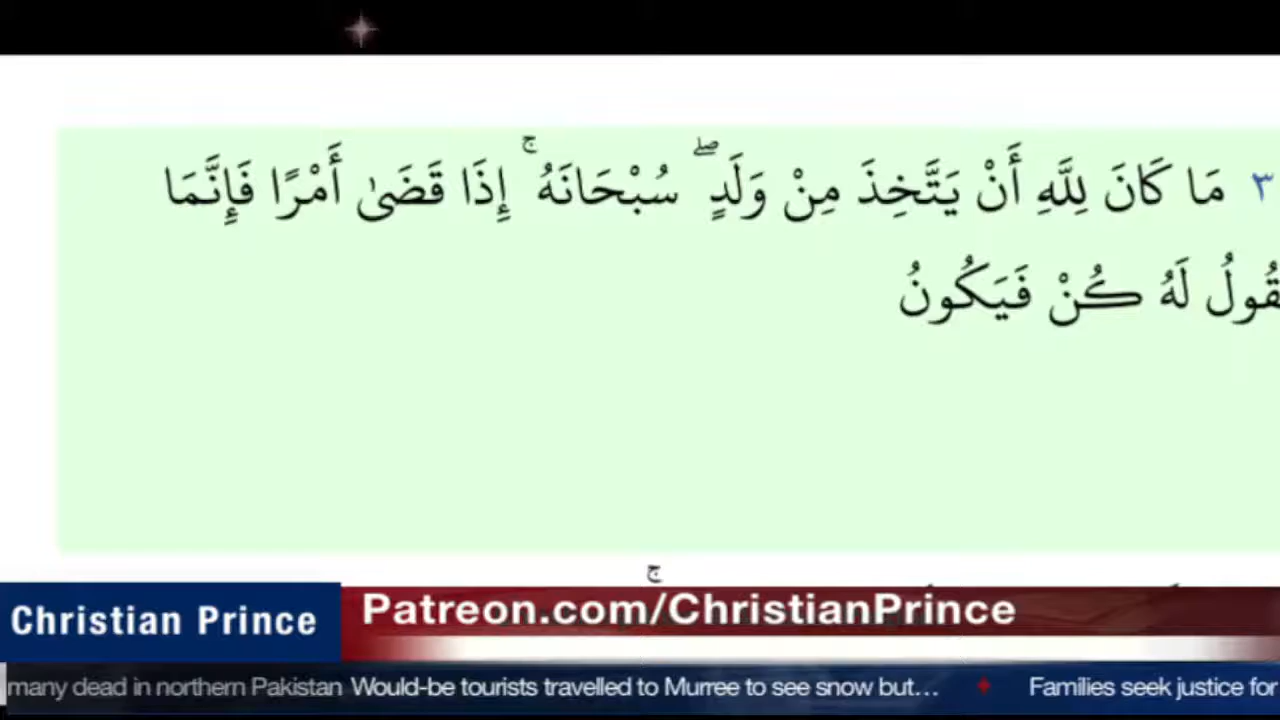 ٣ مَا كَانَ لِلَّهِ أَنْ يَتَّخِذَ مِنْ وَلَدٍ ۖ سُبْحَانَهُ ۚ إِذَا قَضَىٰ أَمْرًا فَإِنَّمَا
قُولُ لَهُ كُنْ فَيَكُونُ
Christian Prince
Patreon.com/ChristianPrince
many dead in northern Pakistan Would-be tourists travelled to Murree to see snow but... Families seek justice for